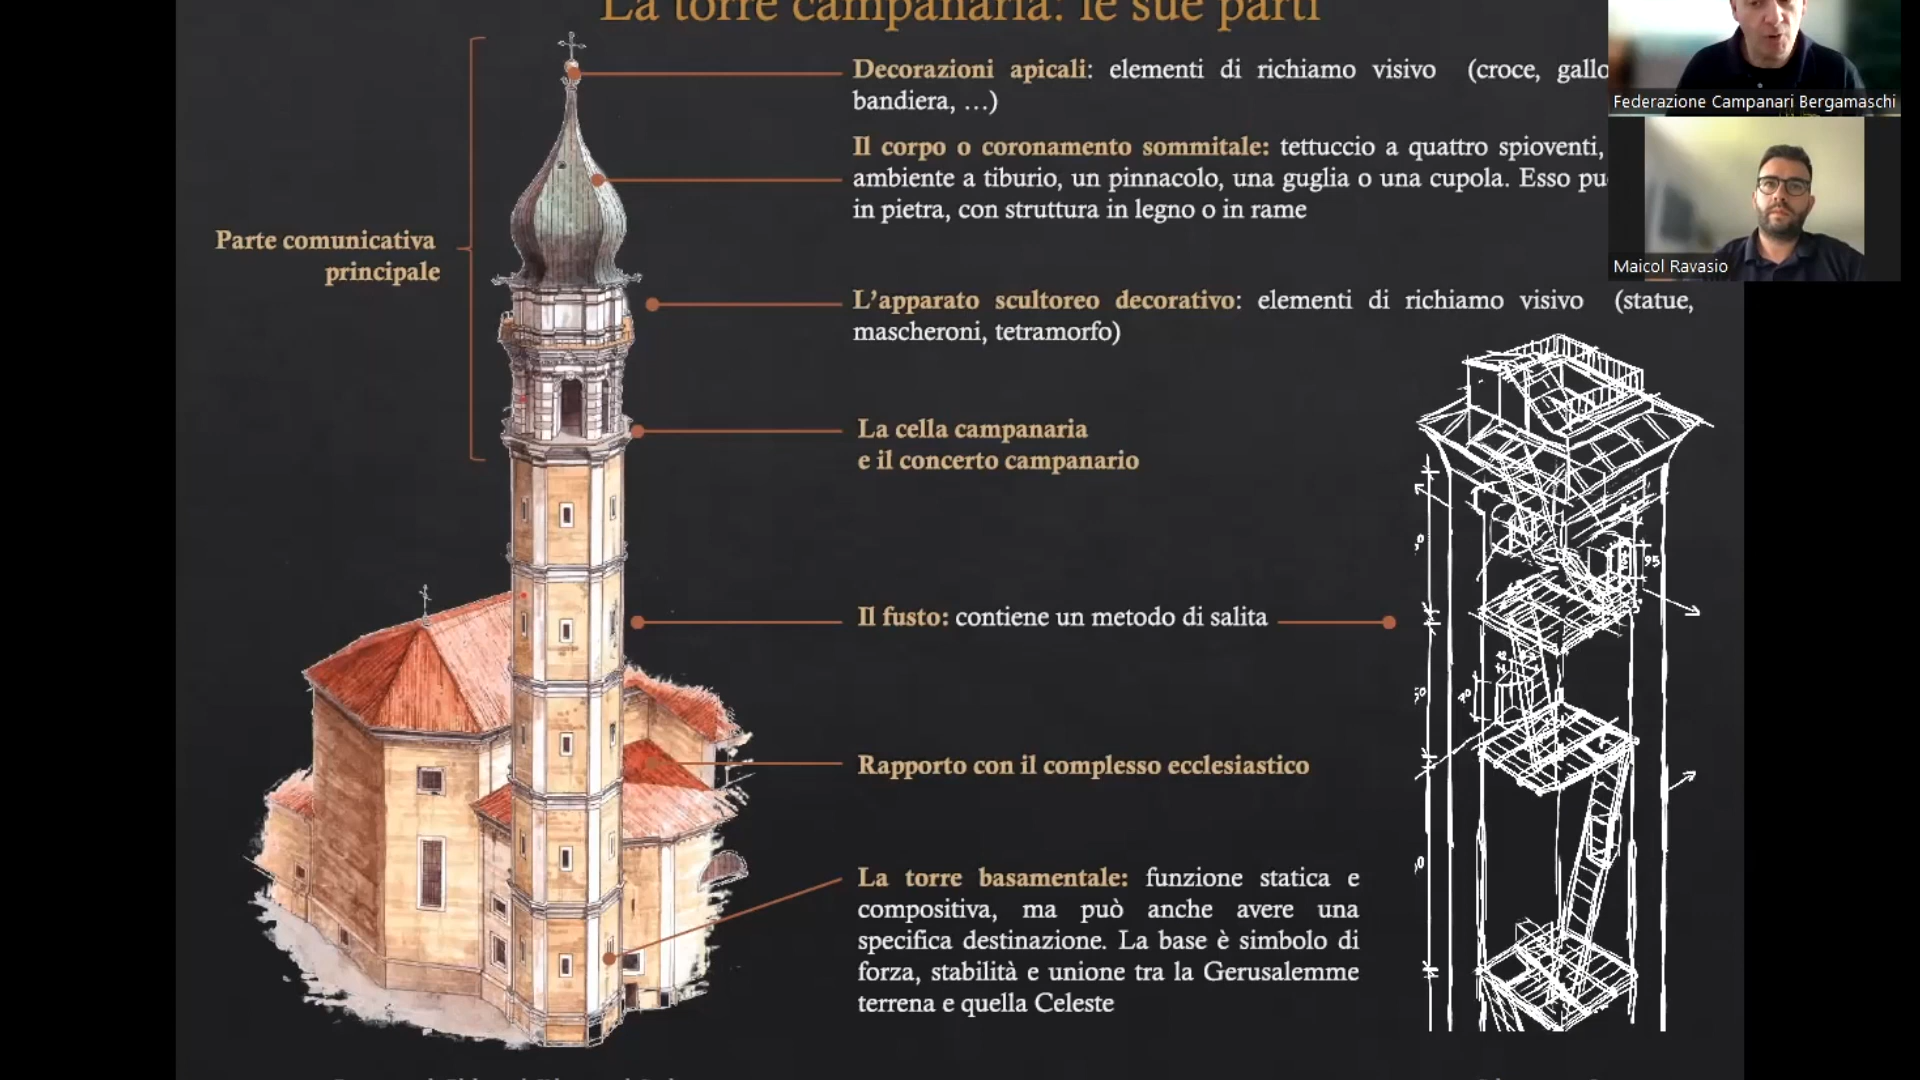 La torre campanaria: le sue parti
Decorazioni apicali: elementi di richiamo visivo (croce, gallo
bandiera, …)
Federazione Campanari Bergamaschi
Il corpo o coronamento sommitale: tettuccio a quattro spioventi,
ambiente a tiburio, un pinnacolo, una guglia o una cupola. Esso
in pietra, con struttura in legno o in rame
Maicol Ravasio
Parte comunicativa
principale
L'apparato scultoreo decorativo: elementi di richiamo visivo (statue,
mascheroni, tetramorfo)
La cella campanaria
e il concerto campanario
Il fusto: contiene un metodo di salita
95
Rapporto con il complesso ecclesiastico
La torre basamentale: funzione statica e
compositiva, ma può anche avere una
specifica destinazione. La base è simbolo di
forza, stabilità e unione tra la Gerusalemme
terrena e quella Celeste